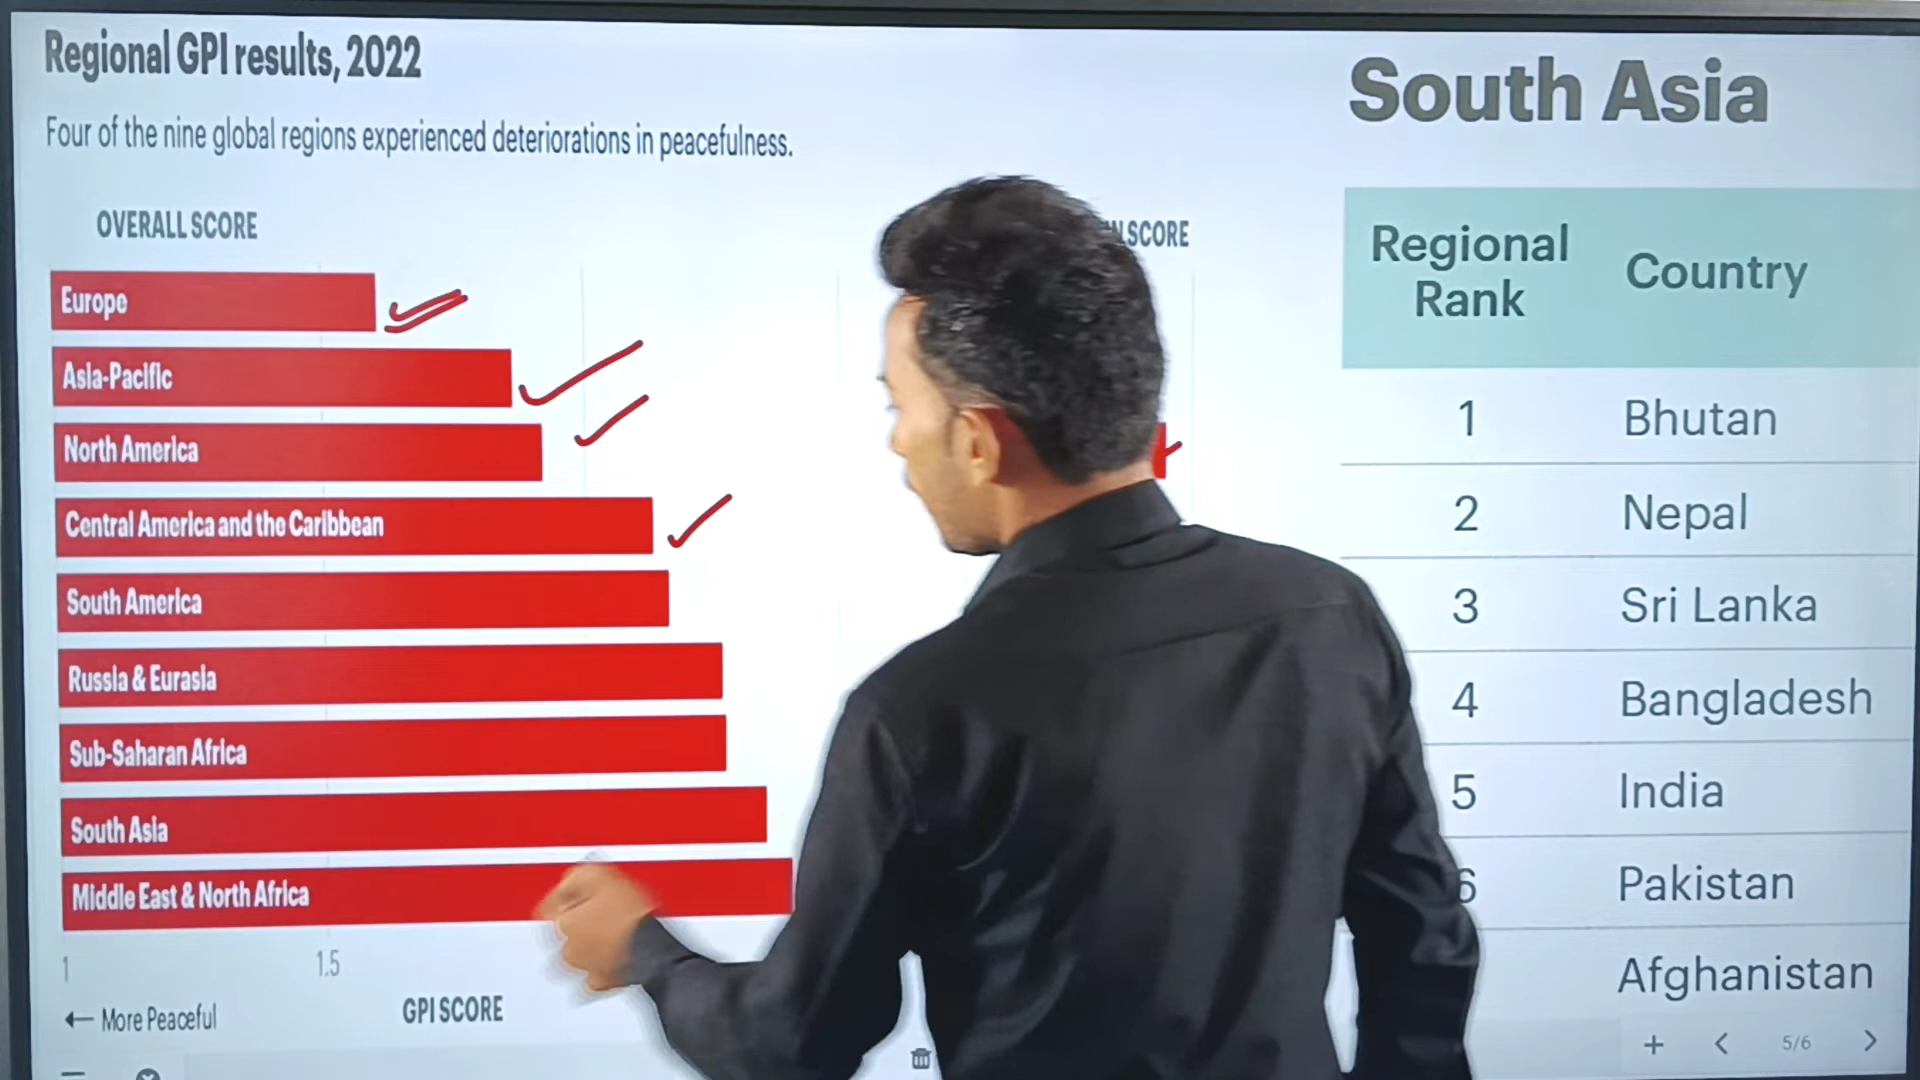 Regional GPI results, 2022
Four of the nine global regions experienced deteriorations in peacefulness.
OVERALL SCORE
SCORE
Europe
Asia-Pacific
North America
Central America and the Caribbean
South America
Russia & Eurasia
Sub-Saharan Africa
South Asia
Middle East & North Africa
1
1.5
← More Peaceful
GPI SCORE
South Asia
Regional Rank
Country
1 Bhutan
2 Nepal
3 Sri Lanka
4 Bangladesh
5 India
6 Pakistan
Afghanistan
+ < 5/6 >